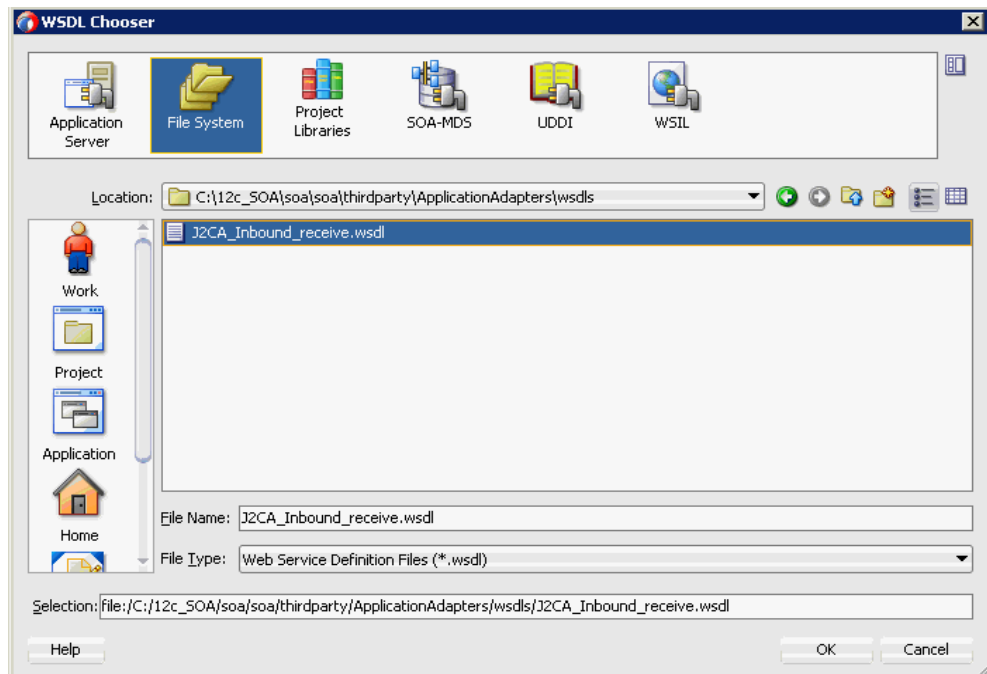 WSDL Chooser
Application
Server
File System
Project
Libraries
SOA-MDS
UDDI
WSIL
Location:
C:\12c_SOA\soa\soa\thirdparty\ApplicationAdapters\wsdls
J2CA_Inbound_receive.wsdl
Work
Project
Application
Home
File Name:
J2CA_Inbound_receive.wsdl
File Type:
Web Service Definition Files (*.wsdl)
Selection:
file:/C:/12c_SOA/soa/soa/thirdparty/ApplicationAdapters/wsdls/J2CA_Inbound_receive.wsdl
Help
OK
Cancel